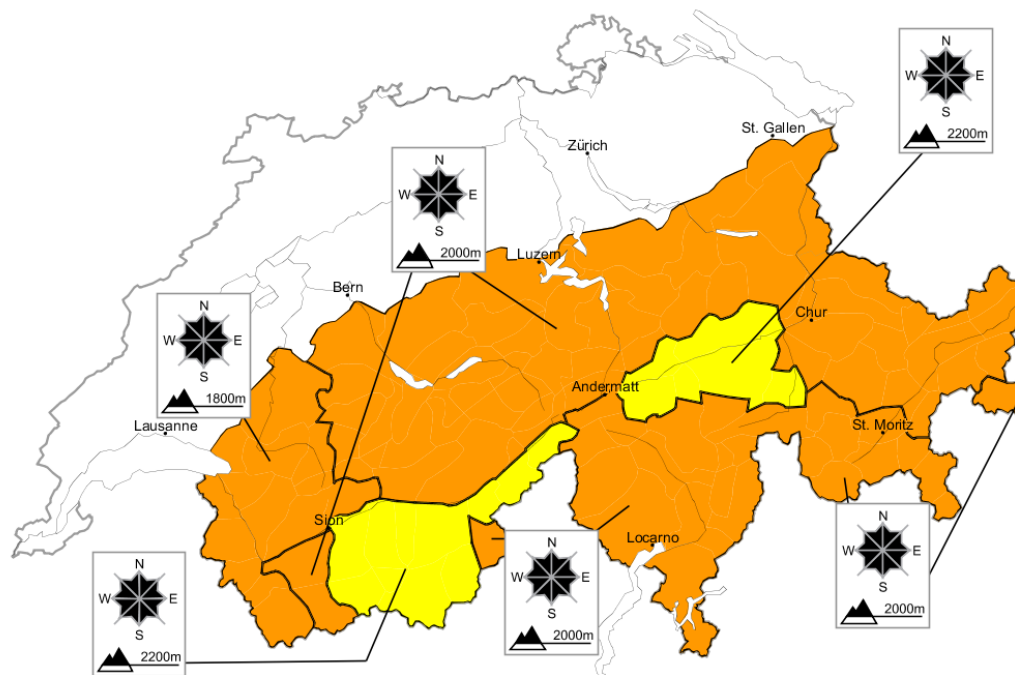 N
W E
S
2200m
St. Gallen
Zürich
N
W E
S
2000m
Luzern
Bern
Chur
N
W E
S
1800m
Andermatt
Lausanne
St. Moritz
Sion
Locarno
N
W E
S
2000m
N
W E
S
2000m
N
W E
S
2200m